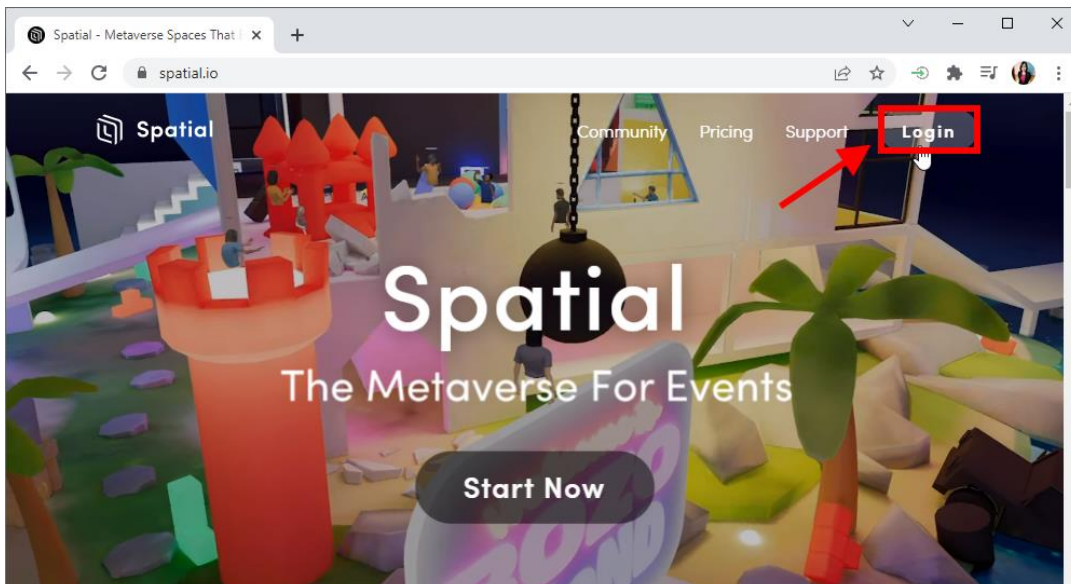 Spatial - Metaverse Spaces That
spatial.io
Spatial
Community Pricing Support Login
Spatial
The Metaverse For Events
Start Now